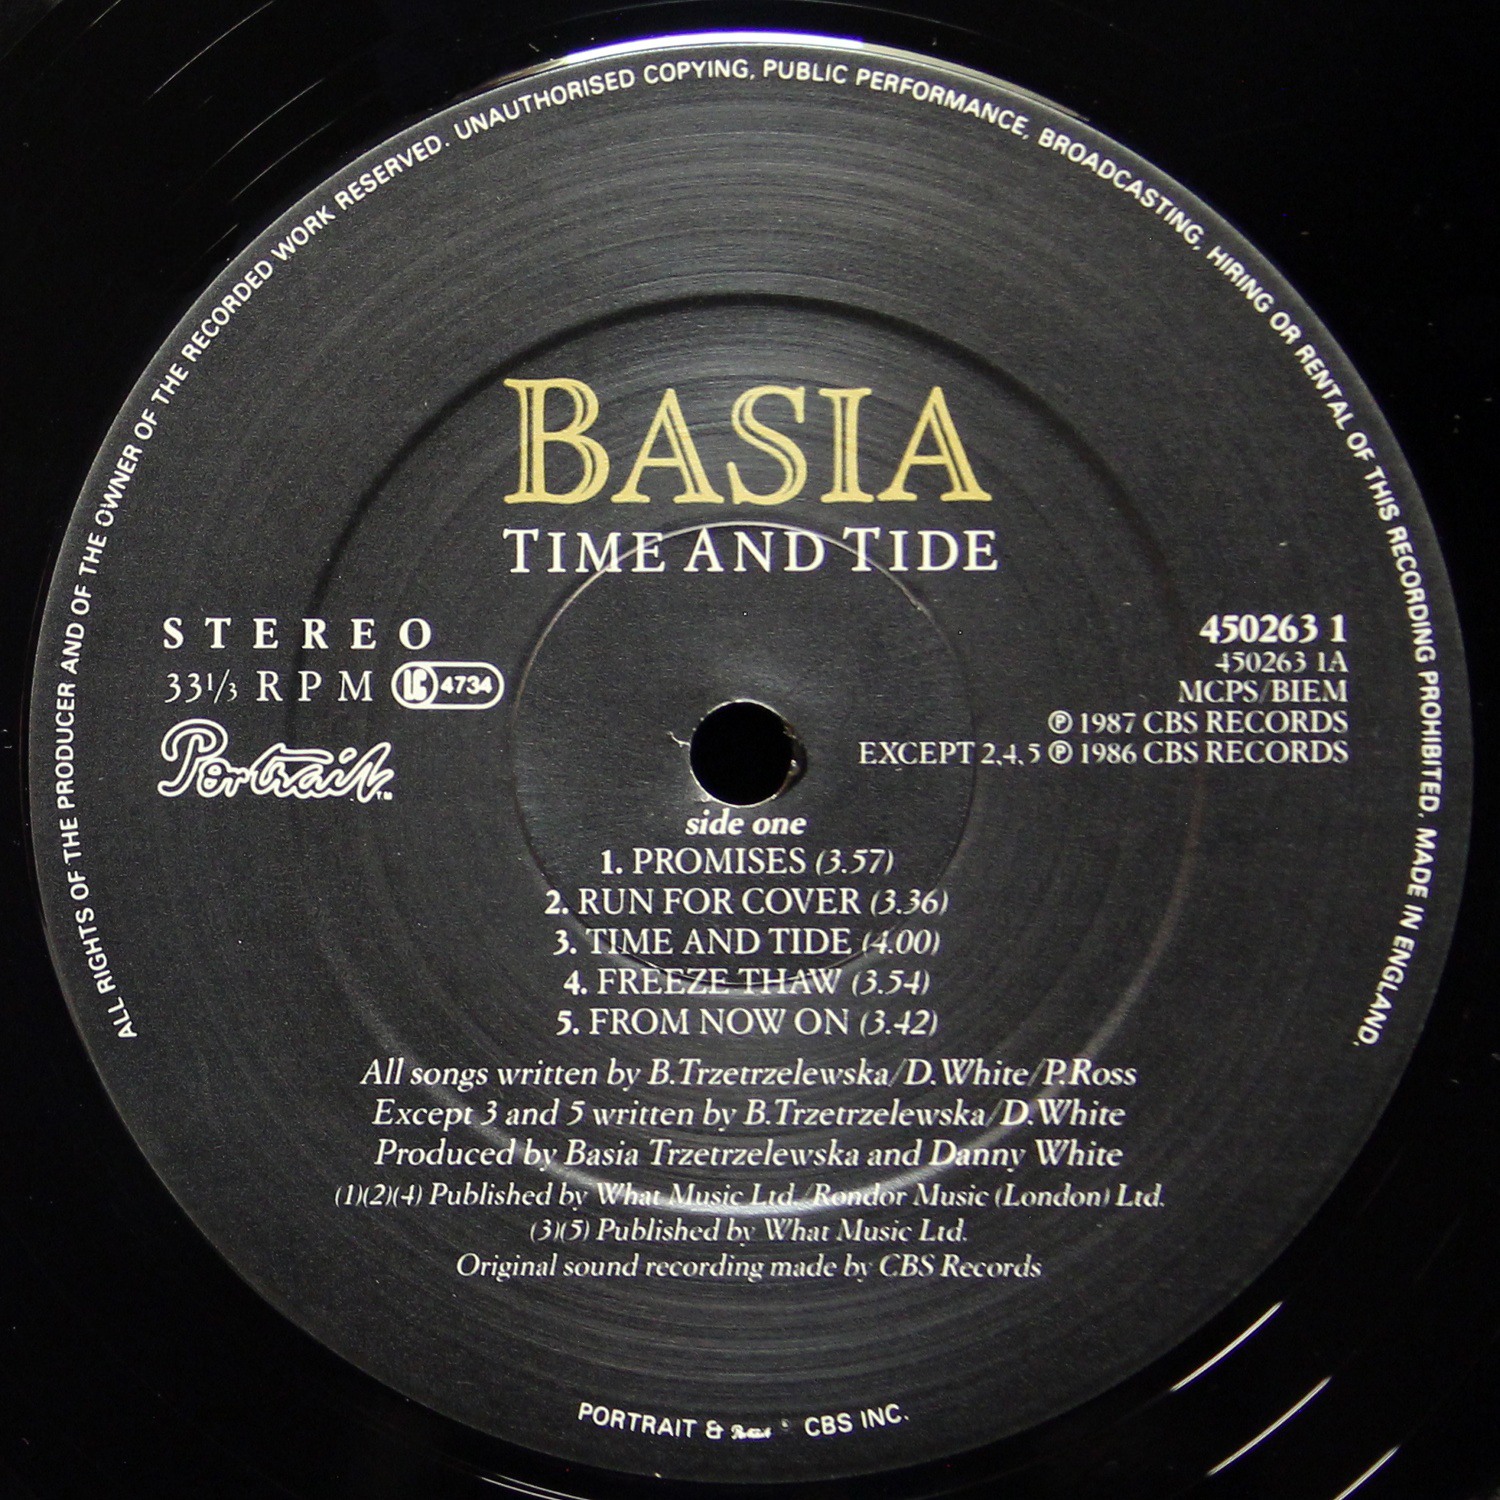 ALL RIGHTS OF THE PRODUCER AND OF THE OWNER OF THE RECORDED WORK RESERVED. UNAUTHORISED COPYING, PUBLIC PERFORMANCE, BROADCASTING, HIRING OR RENTAL OF THIS RECORDING PROHIBITED. MADE IN ENGLAND.
BASIA
TIME AND TIDE
STEREO
33 1/3 RPM LC 4734
Portrait™
450263 1
450263 1A
MCPS/BIEM
℗ 1987 CBS RECORDS
EXCEPT 2,4,5 ℗ 1986 CBS RECORDS
side one
1. PROMISES (3.57)
2. RUN FOR COVER (3.36)
3. TIME AND TIDE (4.00)
4. FREEZE THAW (3.54)
5. FROM NOW ON (3.42)
All songs written by B.Trzetrzelewska/D.White/P.Ross
Except 3 and 5 written by B.Trzetrzelewska/D.White
Produced by Basia Trzetrzelewska and Danny White
(1)(2)(4) Published by What Music Ltd./Rondor Music (London) Ltd.
(3)(5) Published by What Music Ltd.
Original sound recording made by CBS Records
PORTRAIT & Portrait CBS INC.